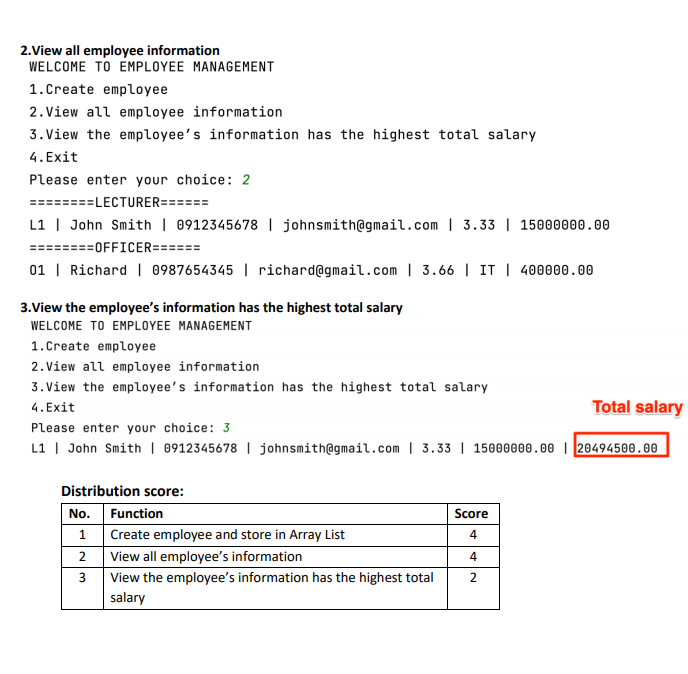 2.View all employee information
WELCOME TO EMPLOYEE MANAGEMENT
1.Create employee
2.View all employee information
3.View the employee's information has the highest total salary
4.Exit
Please enter your choice: 2
========LECTURER======
L1 | John Smith | 0912345678 | johnsmith@gmail.com | 3.33 | 15000000.00
========OFFICER======
O1 | Richard | 0987654345 | richard@gmail.com | 3.66 | IT | 400000.00
3.View the employee's information has the highest total salary
WELCOME TO EMPLOYEE MANAGEMENT
1.Create employee
2.View all employee information
3.View the employee's information has the highest total salary
4.Exit
Total salary
Please enter your choice: 3
L1 | John Smith | 0912345678 | johnsmith@gmail.com | 3.33 | 15000000.00 | 20494500.00
Distribution score:
No. Function Score
1 Create employee and store in Array List 4
2 View all employee's information 4
3 View the employee's information has the highest total 2
salary